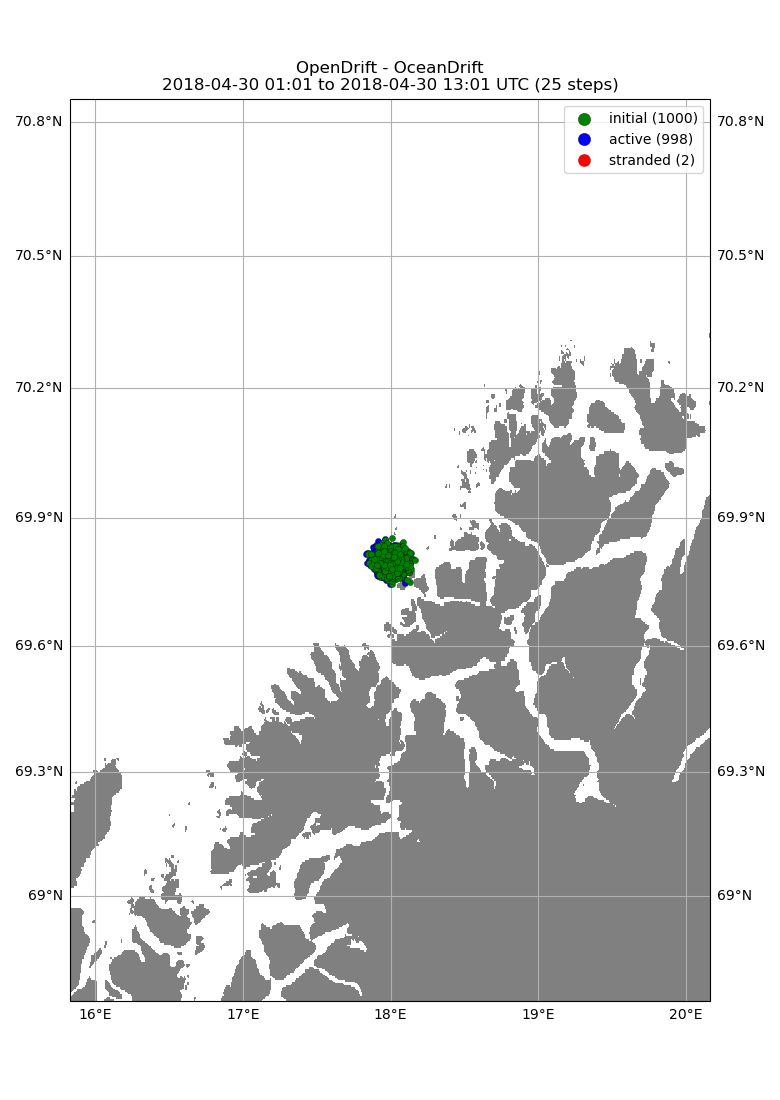 OpenDrift - OceanDrift
2018-04-30 01:01 to 2018-04-30 13:01 UTC (25 steps)
initial (1000)
active (998)
stranded (2)
70.8°N 70.8°N
70.5°N 70.5°N
70.2°N 70.2°N
69.9°N 69.9°N
69.6°N 69.6°N
69.3°N 69.3°N
69°N 69°N
16°E 17°E 18°E 19°E 20°E